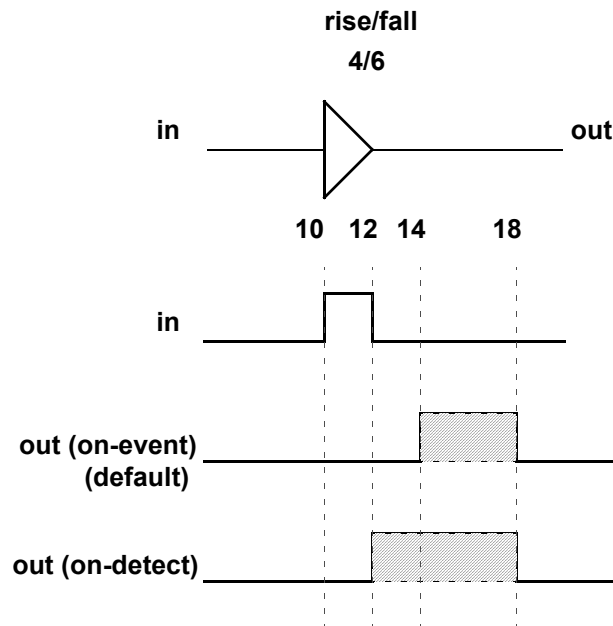 rise/fall
4/6
in out
10 12 14 18
in
out (on-event)
(default)
out (on-detect)